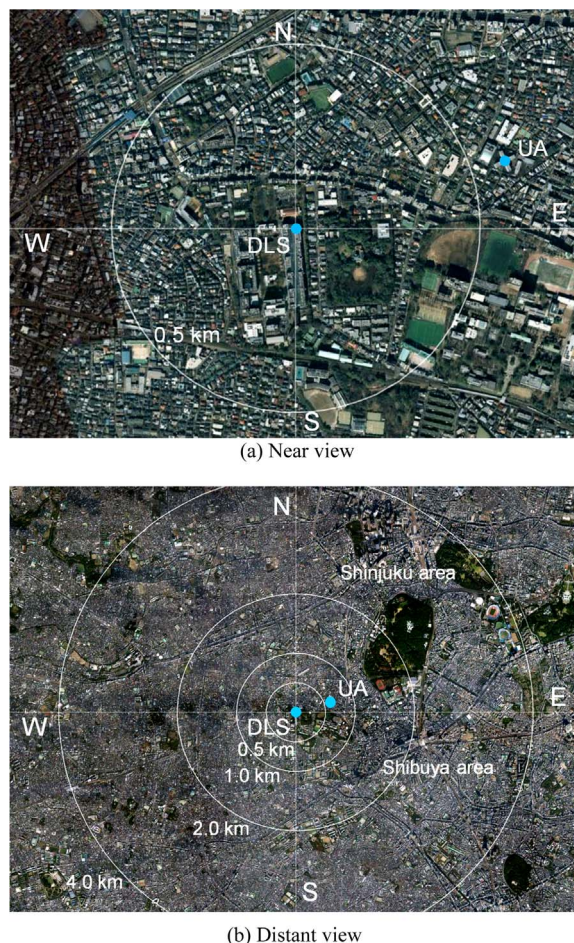 N
UA
E
W
DLS
0.5 km
S
(a) Near view
N
Shinjuku area
UA
E
W
DLS
0.5 km
Shibuya area
1.0 km
2.0 km
S
4.0 km
(b) Distant view